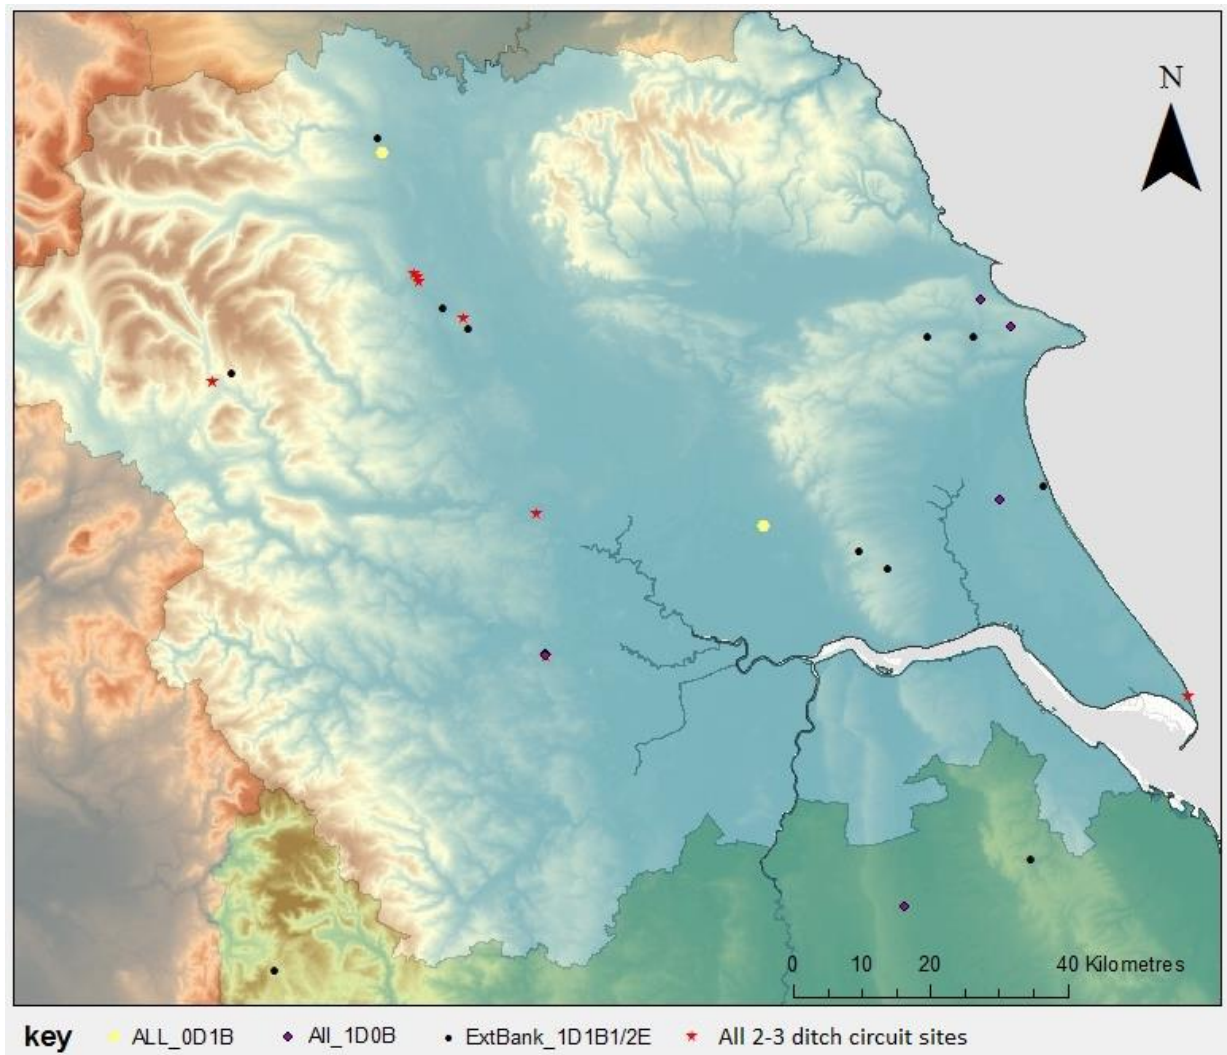 N
0 10 20 40 Kilometres
key ALL_0D1B All_1D0B ExtBank_1D1B1/2E All 2-3 ditch circuit sites